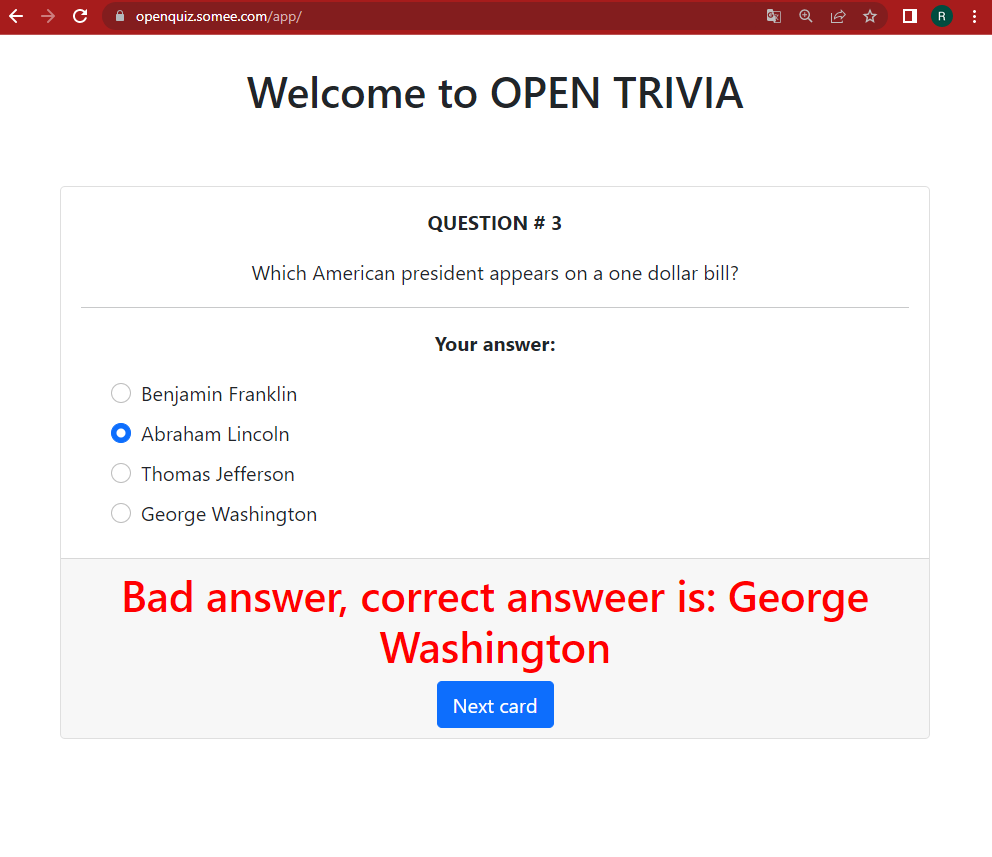 openquiz.somee.com/app/
R
Welcome to OPEN TRIVIA
QUESTION # 3
Which American president appears on a one dollar bill?
Your answer:
Benjamin Franklin
Abraham Lincoln
Thomas Jefferson
George Washington
Bad answer, correct answeer is: George
Washington
Next card